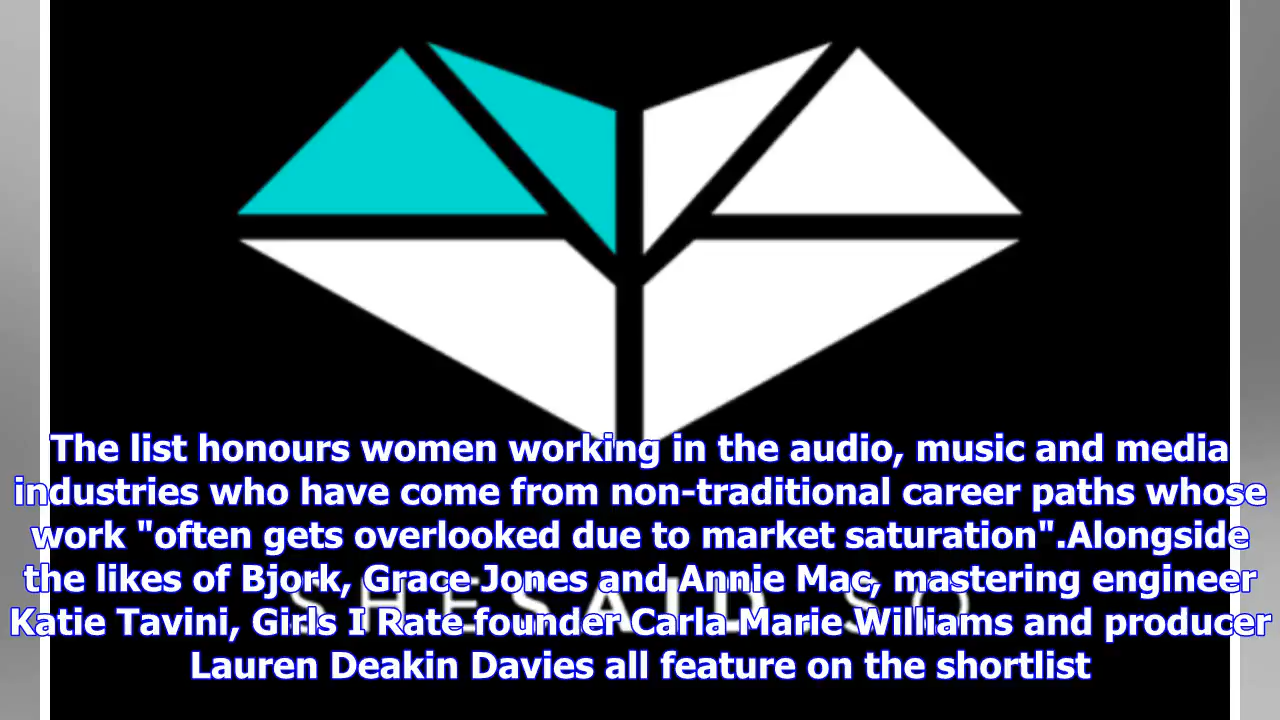 The list honours women working in the audio, music and media
industries who have come from non-traditional career paths whose
work "often gets overlooked due to market saturation".Alongside
the likes of Bjork, Grace Jones and Annie Mac, mastering engineer
SHESAID.SO
Katie Tavini, Girls I Rate founder Carla Marie Williams and producer
Lauren Deakin Davies all feature on the shortlist